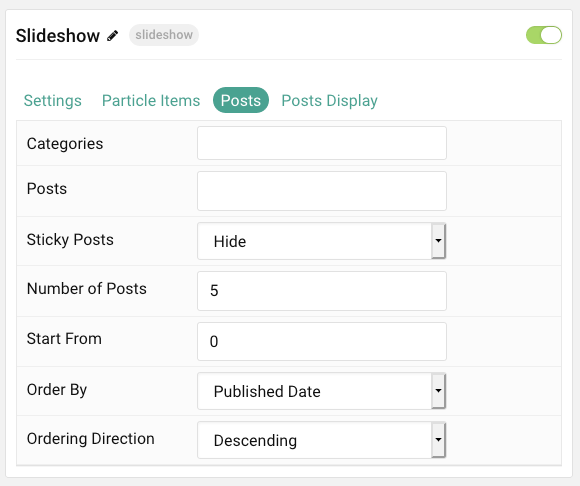 Slideshow slideshow
Settings Particle Items Posts Posts Display
Categories
Posts
Sticky Posts Hide
Number of Posts 5
Start From 0
Order By Published Date
Ordering Direction Descending